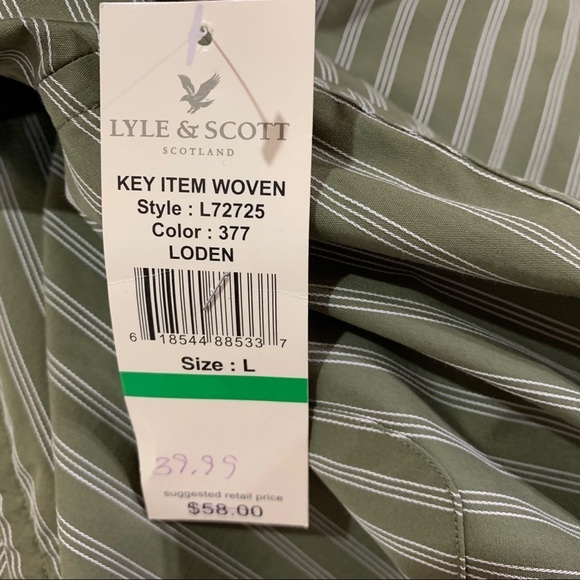 LYLE & SCOTT
SCOTLAND
KEY ITEM WOVEN
Style : L72725
Color : 377
LODEN
6 18544 88533 7
Size : L
39.99
suggested retail price
$58.00